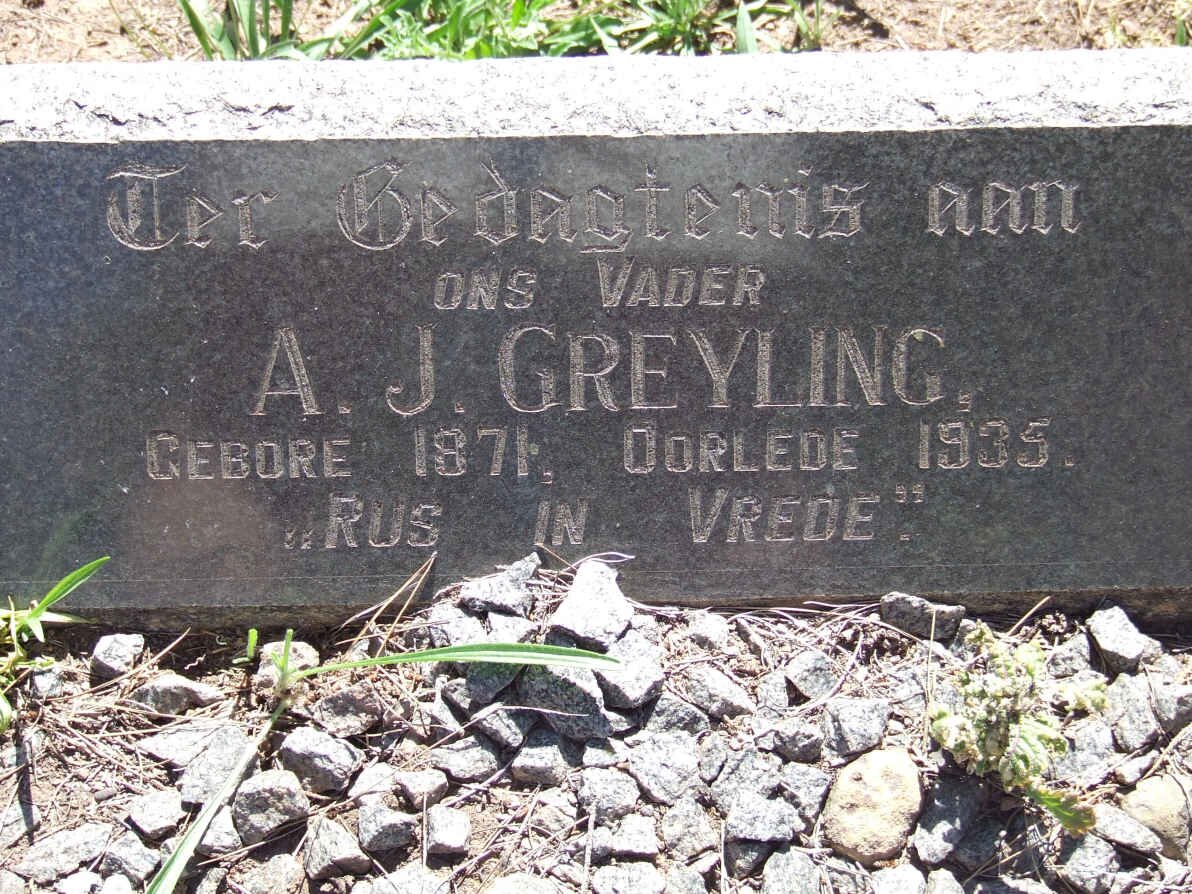 Ter Gedagtenis aan
ONS VADER
A. J. GREYLING,
GEBORE 1871, OORLEDE 1935.
„RUS IN VREDE".